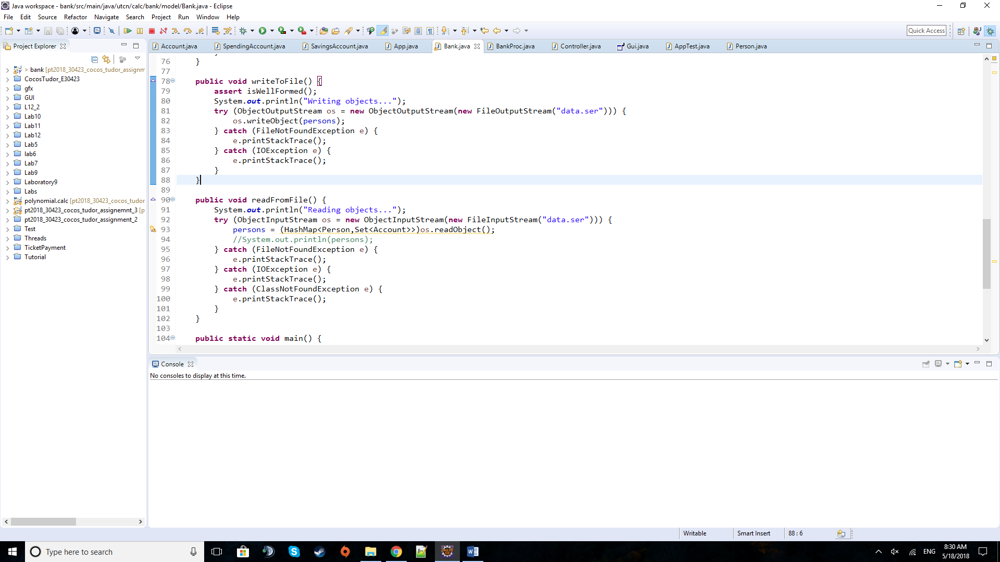 Java workspace - bank/src/main/java/utcn/calc/bank/model/Bank.java - Eclipse
File Edit Source Refactor Navigate Search Project Run Window Help
Quick Access
Project Explorer
Account.java SpendingAccount.java SavingsAccount.java App.java Bank.java BankProc.java Controller.java Gui.java AppTest.java Person.java
> bank [pt2018_30423_cocos_tudor_assignm
CocosTudor_E30423
gfx
GUI
L12_2
Lab10
Lab11
Lab12
Lab5
lab6
Lab7
Lab9
Laboratory9
Labs
polynomial.calc [pt2018_30423_cocos_tudor
pt2018_30423_cocos_tudor_assignemnt_3 [p
pt2018_30423_cocos_tudor_assignment_2
Test
Threads
TicketPayment
Tutorial
76 }
77
78 public void writeToFile() {
79 assert isWellFormed();
80 System.out.println("Writing objects...");
81 try (ObjectOutputStream os = new ObjectOutputStream(new FileOutputStream("data.ser"))) {
82 os.writeObject(persons);
83 } catch (FileNotFoundException e) {
84 e.printStackTrace();
85 } catch (IOException e) {
86 e.printStackTrace();
87 }
88 }
89
90 public void readFromFile() {
91 System.out.println("Reading objects...");
92 try (ObjectInputStream os = new ObjectInputStream(new FileInputStream("data.ser"))) {
93 persons = (HashMap<Person,Set<Account>>)os.readObject();
94 //System.out.println(persons);
95 } catch (FileNotFoundException e) {
96 e.printStackTrace();
97 } catch (IOException e) {
98 e.printStackTrace();
99 } catch (ClassNotFoundException e) {
100 e.printStackTrace();
101 }
102 }
103
104 public static void main() {
Console
No consoles to display at this time.
Writable Smart Insert 88 : 6
Type here to search
ENG
8:30 AM
5/18/2018